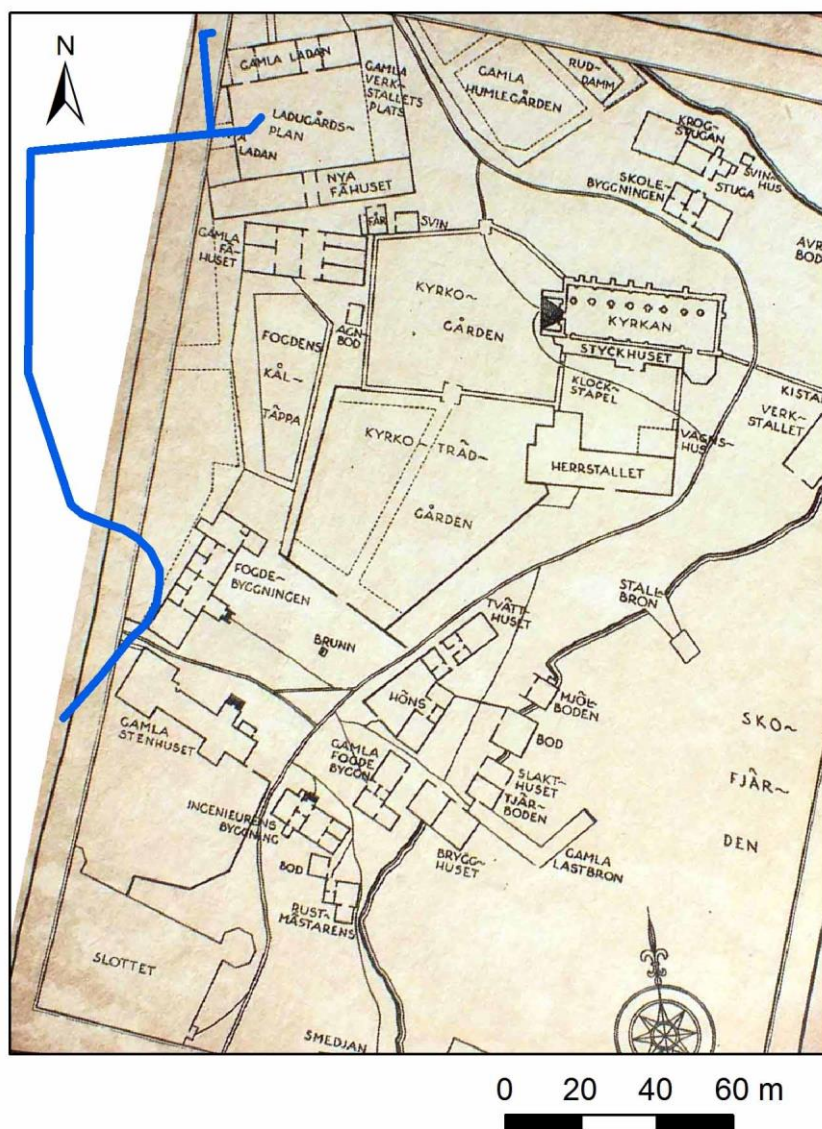 N
GAMLA LADAN
GAMLA
VERK-
STALLETS
PLATS
LADUGÅRDS~
PLAN
LADAN
NYA
FÄHUSET
GAMLA
HUMLEGÅRDEN
RUD-
DAMM
KROG-
STUGAN
SVIN-
HUS
STUGA
SKOLE-
BYGGNINGEN
AVR
BOD
FÅR
SVIN
GAMLA
FÄ-
HUSET
KYRKO~
GÅRDEN
KYRKAN
STYCKHUSET
KLOCK-
STAPEL
AGN-
BOD
FOGDENS
KÅL~
TÄPPA
KISTAN
VERK-
STALLET
VAGNS-
HUS
HERRSTALLET
KYRKO~TRÄD~
GÅRDEN
FOGDE~
BYGGNINGEN
BRUNN
STALL-
BRON
TVÄTT-
HUSET
HÖNS
MJÖL-
BODEN
BOD
GAMLA
STENHUSET
GAMLA
FOGDE
BYGGN.
SLAKT-
HUSET
TJÄR-
BODEN
SKO~
FJÄR~
DEN
INGENIEURENS
BYGGNING
BRYGG-
HUSET
GAMLA
LASTBRON
BOD
RUST-
MÄSTARENS
SLOTTET
SMEDJAN
0 20 40 60 m